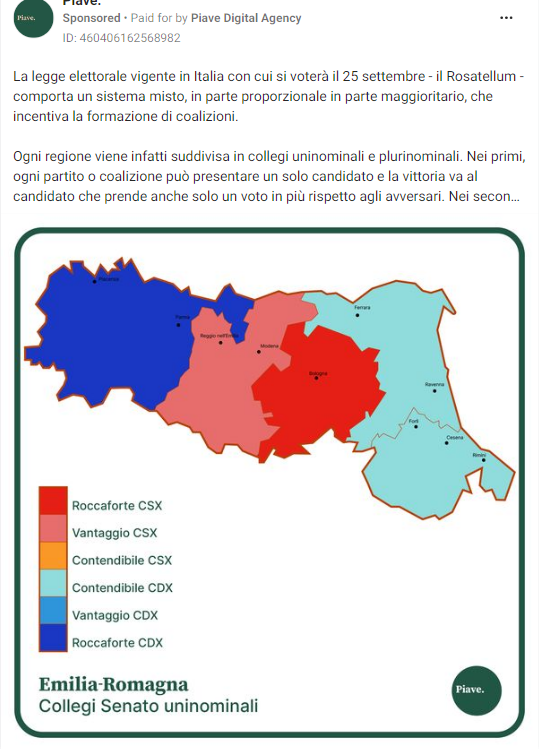 Piave.
Piave.
Sponsored • Paid for by Piave Digital Agency
ID: 460406162568982
La legge elettorale vigente in Italia con cui si voterà il 25 settembre - il Rosatellum -
comporta un sistema misto, in parte proporzionale in parte maggioritario, che
incentiva la formazione di coalizioni.
Ogni regione viene infatti suddivisa in collegi uninominali e plurinominali. Nei primi,
ogni partito o coalizione può presentare un solo candidato e la vittoria va al
candidato che prende anche solo un voto in più rispetto agli avversari. Nei secon...
Piacenza
Parma
Reggio nell'Emilia
Modena
Ferrara
Bologna
Ravenna
Forlì
Cesena
Rimini
Roccaforte CSX
Vantaggio CSX
Contendibile CSX
Contendibile CDX
Vantaggio CDX
Roccaforte CDX
Emilia-Romagna
Collegi Senato uninominali
Piave.